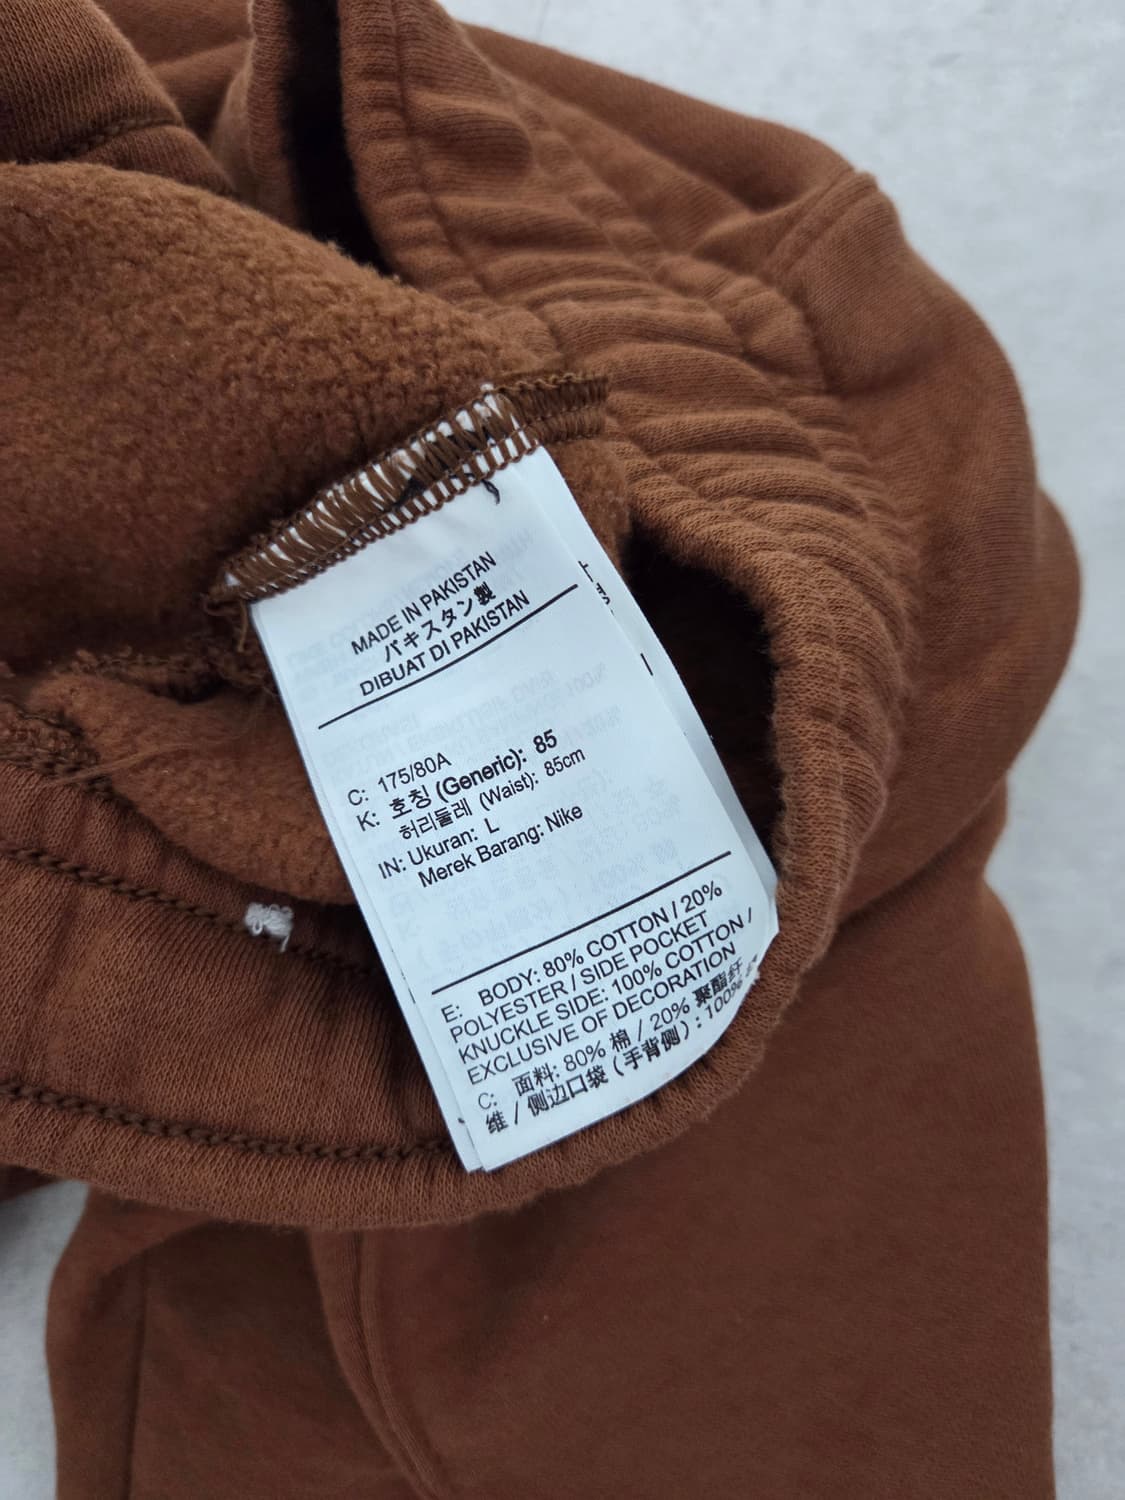 MADE IN PAKISTAN
パキスタン製
DIBUAT DI PAKISTAN
C: 175/80A
K: 호칭 (Generic): 85
허리둘레 (Waist): 85cm
IN: Ukuran: L
Merek Barang: Nike
E: BODY: 80% COTTON / 20%
POLYESTER / SIDE POCKET
KNUCKLE SIDE: 100% COTTON /
EXCLUSIVE OF DECORATION
C: 面料: 80% 棉 / 20% 聚酯纤
维 / 侧边口袋 (手背侧) : 100%